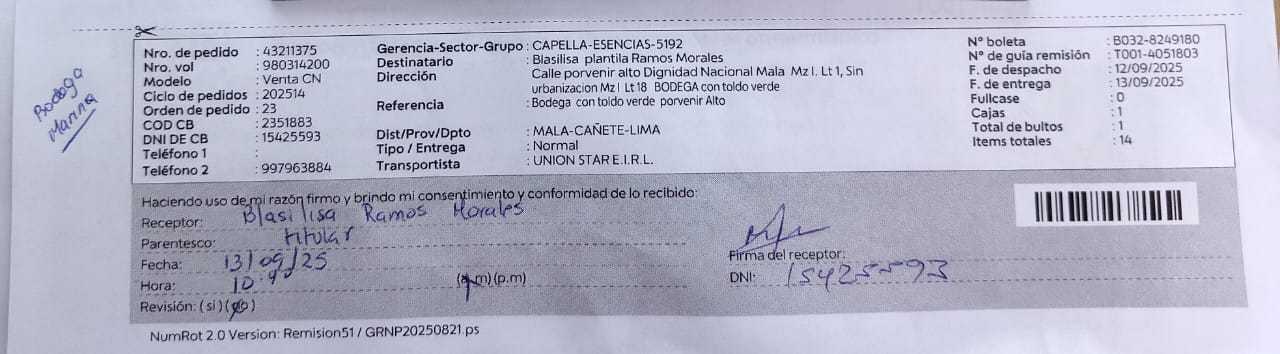 Bodega
Marina
Nro. de pedido : 43211375
Nro. vol : 980314200
Modelo : Venta CN
Ciclo de pedidos : 202514
Orden de pedido : 23
COD CB : 2351883
DNI DE CB : 15425593
Teléfono 1 :
Teléfono 2 : 997963884
Gerencia-Sector-Grupo : CAPELLA-ESENCIAS-5192
Destinatario : Blasilisa plantila Ramos Morales
Dirección : Calle porvenir alto Dignidad Nacional Mala Mz I. Lt 1, Sin
urbanizacion Mz I Lt 18 BODEGA con toldo verde
Referencia : Bodega con toldo verde porvenir Alto
Dist/Prov/Dpto : MALA-CAÑETE-LIMA
Tipo / Entrega : Normal
Transportista : UNION STAR E.I.R.L.
N° boleta : B032-8249180
N° de guía remisión : T001-4051803
F. de despacho : 12/09/2025
F. de entrega : 13/09/2025
Fullcase : 0
Cajas : 1
Total de bultos : 1
Items totales : 14
Haciendo uso de mi razón firmo y brindo mi consentimiento y conformidad de lo recibido:
Receptor: Blasilisa Ramos Morales
Parentesco: titular
Fecha: 13/09/25
Hora: 10:40 (a.m)(p.m)
Revisión: (si)(no)
Firma del receptor:
DNI: 15425593
NumRot 2.0 Version: Remision51 / GRNP20250821.ps